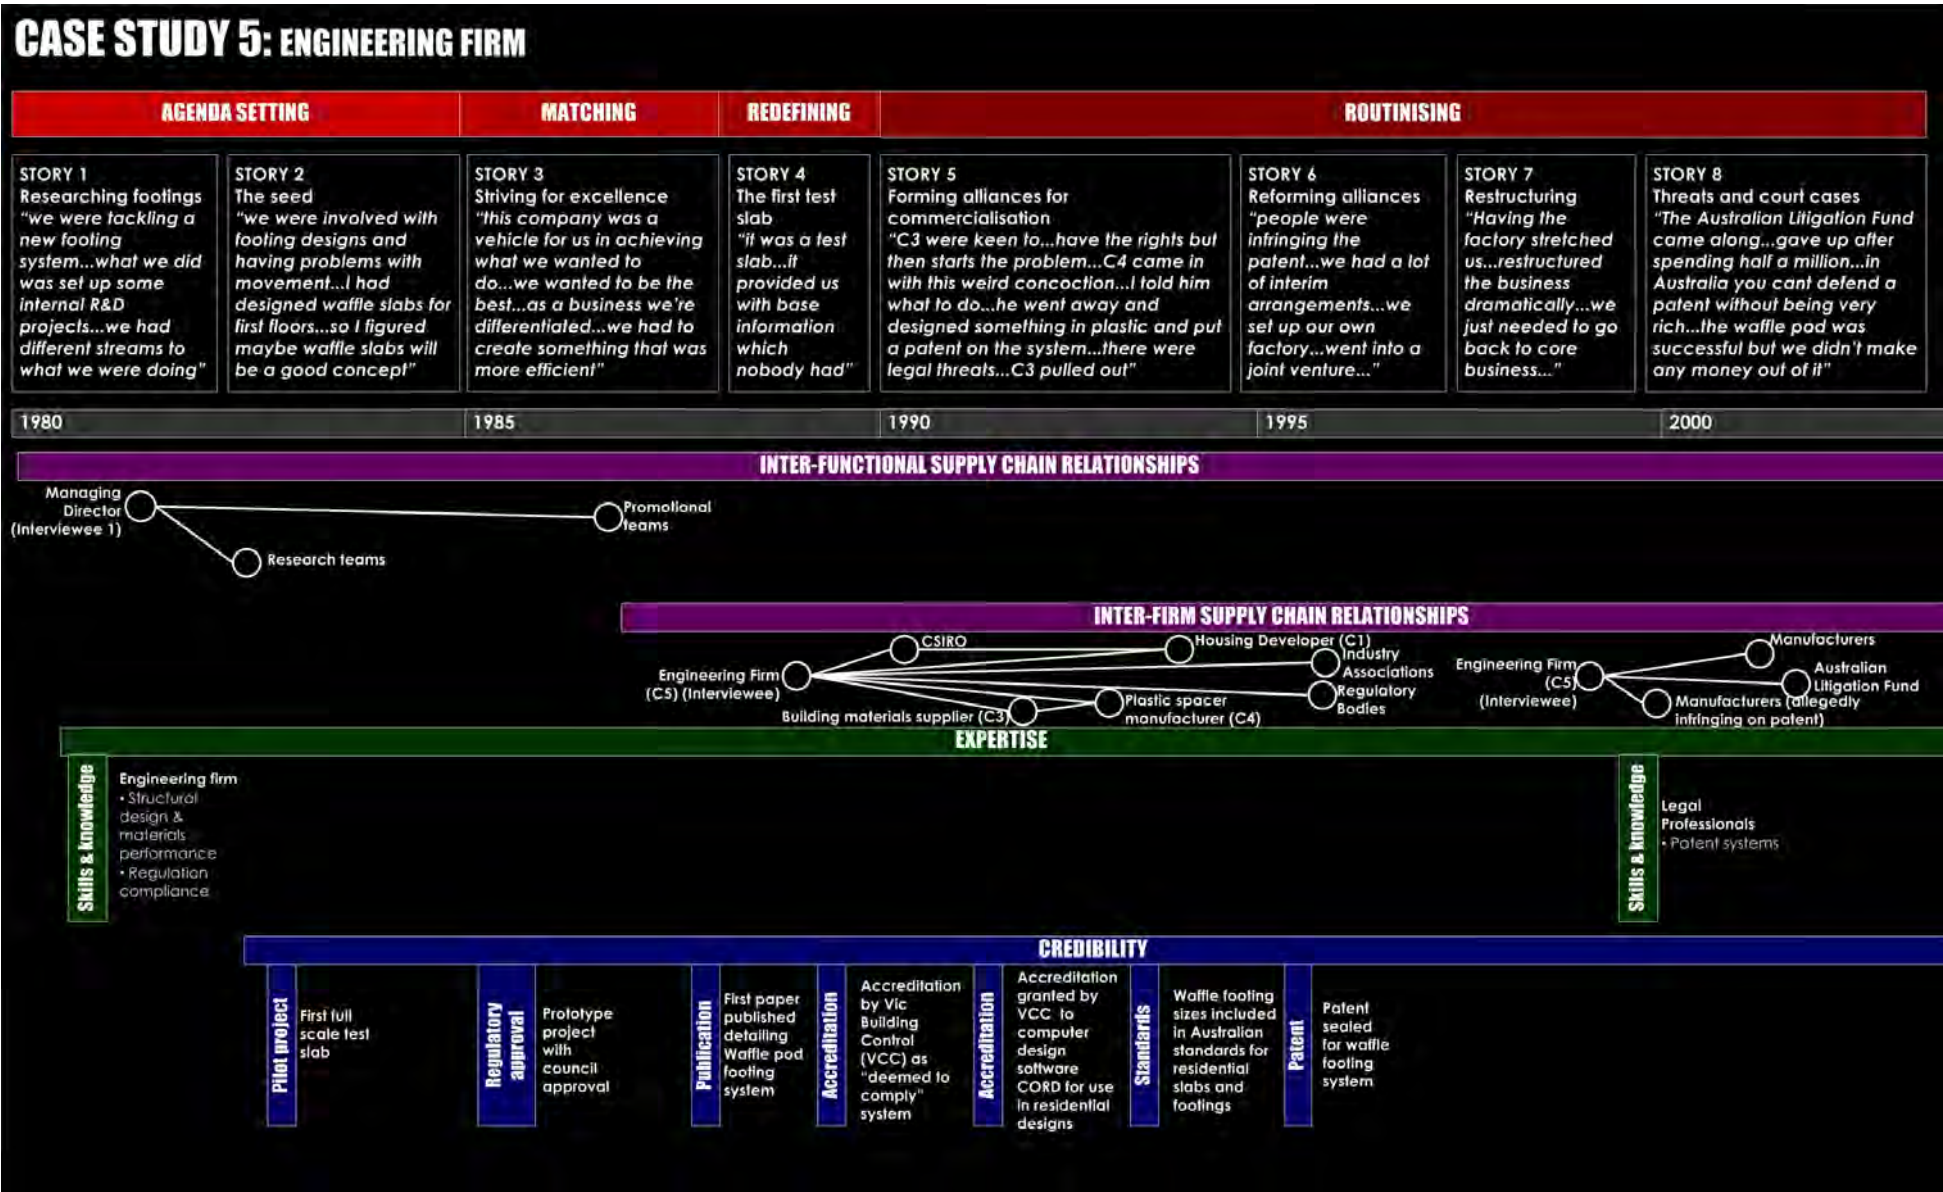 CASE STUDY 5: ENGINEERING FIRM
AGENDA SETTING
MATCHING
REDEFINING
ROUTINISING
STORY 1
Researching footings
“we were tackling a
new footing
system...what we did
was set up some
internal R&D
projects...we had
different streams to
what we were doing”
STORY 2
The seed
“we were involved with
footing designs and
having problems with
movement...I had
designed waffle slabs for
first floors...so I figured
maybe waffle slabs will
be a good concept”
STORY 3
Striving for excellence
“this company was a
vehicle for us in achieving
what we wanted to
do...we wanted to be the
best...as a business we’re
differentiated...we had to
create something that was
more efficient”
STORY 4
The first test
slab
“it was a test
slab...it
provided us
with base
information
which
nobody had”
STORY 5
Forming alliances for
commercialisation
“C3 were keen to...have the rights but
then starts the problem...C4 came in
with this weird concoction...I told him
what to do...he went away and
designed something in plastic and put
a patent on the system...there were
legal threats...C3 pulled out”
STORY 6
Reforming alliances
“people were
infringing the
patent...we had a lot
of interim
arrangements...we
set up our own
factory...went into a
joint venture...”
STORY 7
Restructuring
“Having the
factory stretched
us...restructured
the business
dramatically...we
just needed to go
back to core
business...”
STORY 8
Threats and court cases
“The Australian Litigation Fund
came along...gave up after
spending half a million...in
Australia you cant defend a
patent without being very
rich...the waffle pod was
successful but we didn’t make
any money out of it”
1980
1985
1990
1995
2000
INTER-FUNCTIONAL SUPPLY CHAIN RELATIONSHIPS
Managing
Director
(Interviewee 1)
Promotional
teams
Research teams
INTER-FIRM SUPPLY CHAIN RELATIONSHIPS
CSIRO
Housing Developer (C1)
Industry
Associations
Engineering Firm
(C5) (Interviewee)
Regulatory
Bodies
Building materials supplier (C3)
Plastic spacer
manufacturer (C4)
Engineering Firm
(C5)
(Interviewee)
Manufacturers
Australian
Litigation Fund
Manufacturers (allegedly
infringing on patent)
EXPERTISE
Skills & knowledge
Engineering firm
• Structural
design &
materials
performance
• Regulation
compliance
Skills & knowledge
Legal
Professionals
• Patent systems
CREDIBILITY
Pilot project
First full
scale test
slab
Regulatory
approval
Prototype
project
with
council
approval
Publication
First paper
published
detailing
Waffle pod
footing
system
Accreditation
Accreditation
by Vic
Building
Control
(VCC) as
“deemed to
comply”
system
Accreditation
Accreditation
granted by
VCC to
computer
design
software
CORD for use
in residential
designs
Standards
Waffle footing
sizes included
in Australian
standards for
residential
slabs and
footings
Patent
Patent
sealed
for waffle
footing
system